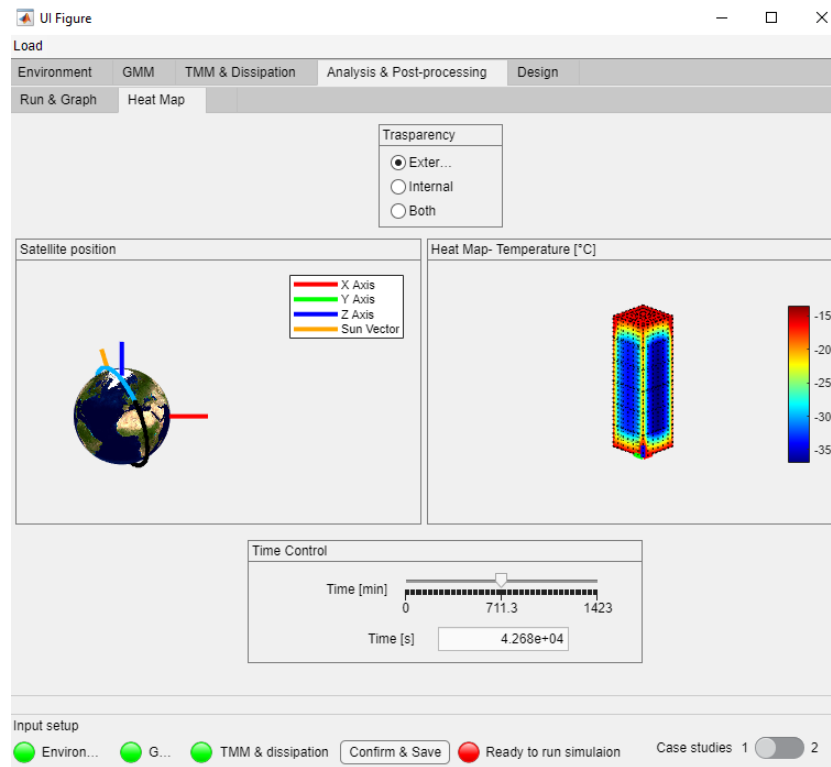 UI Figure
Load
Environment GMM TMM & Dissipation Analysis & Post-processing Design
Run & Graph Heat Map
Trasparency
Exter...
Internal
Both
Satellite position
X Axis
Y Axis
Z Axis
Sun Vector
Heat Map- Temperature [°C]
-15
-20
-25
-30
-35
Time Control
Time [min]
0 711.3 1423
Time [s] 4.268e+04
Input setup
Environ... G... TMM & dissipation Confirm & Save Ready to run simulaion Case studies 1 2